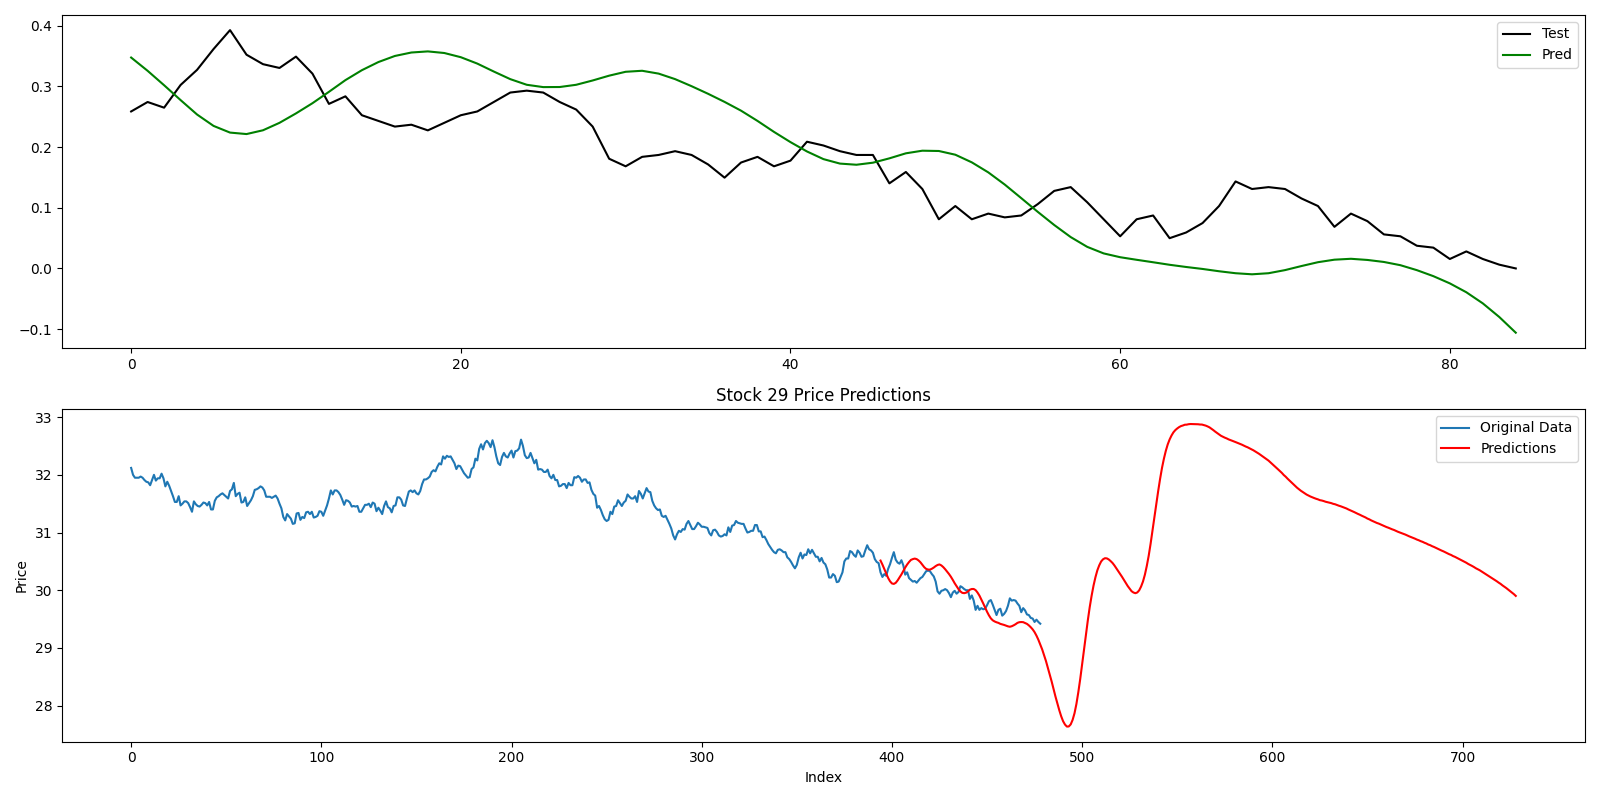 0.4
0.3
0.2
0.1
0.0
−0.1
0 20 40 60 80
Test
Pred
Stock 29 Price Predictions
33
32
31
30
29
28
Price
0 100 200 300 400 500 600 700
Index
Original Data
Predictions